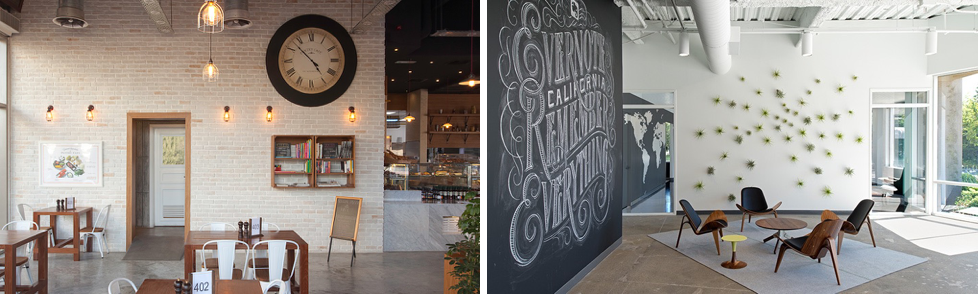 402
EVERNOTE
CALIFORNIA
REMEMBER
EVERYTHING